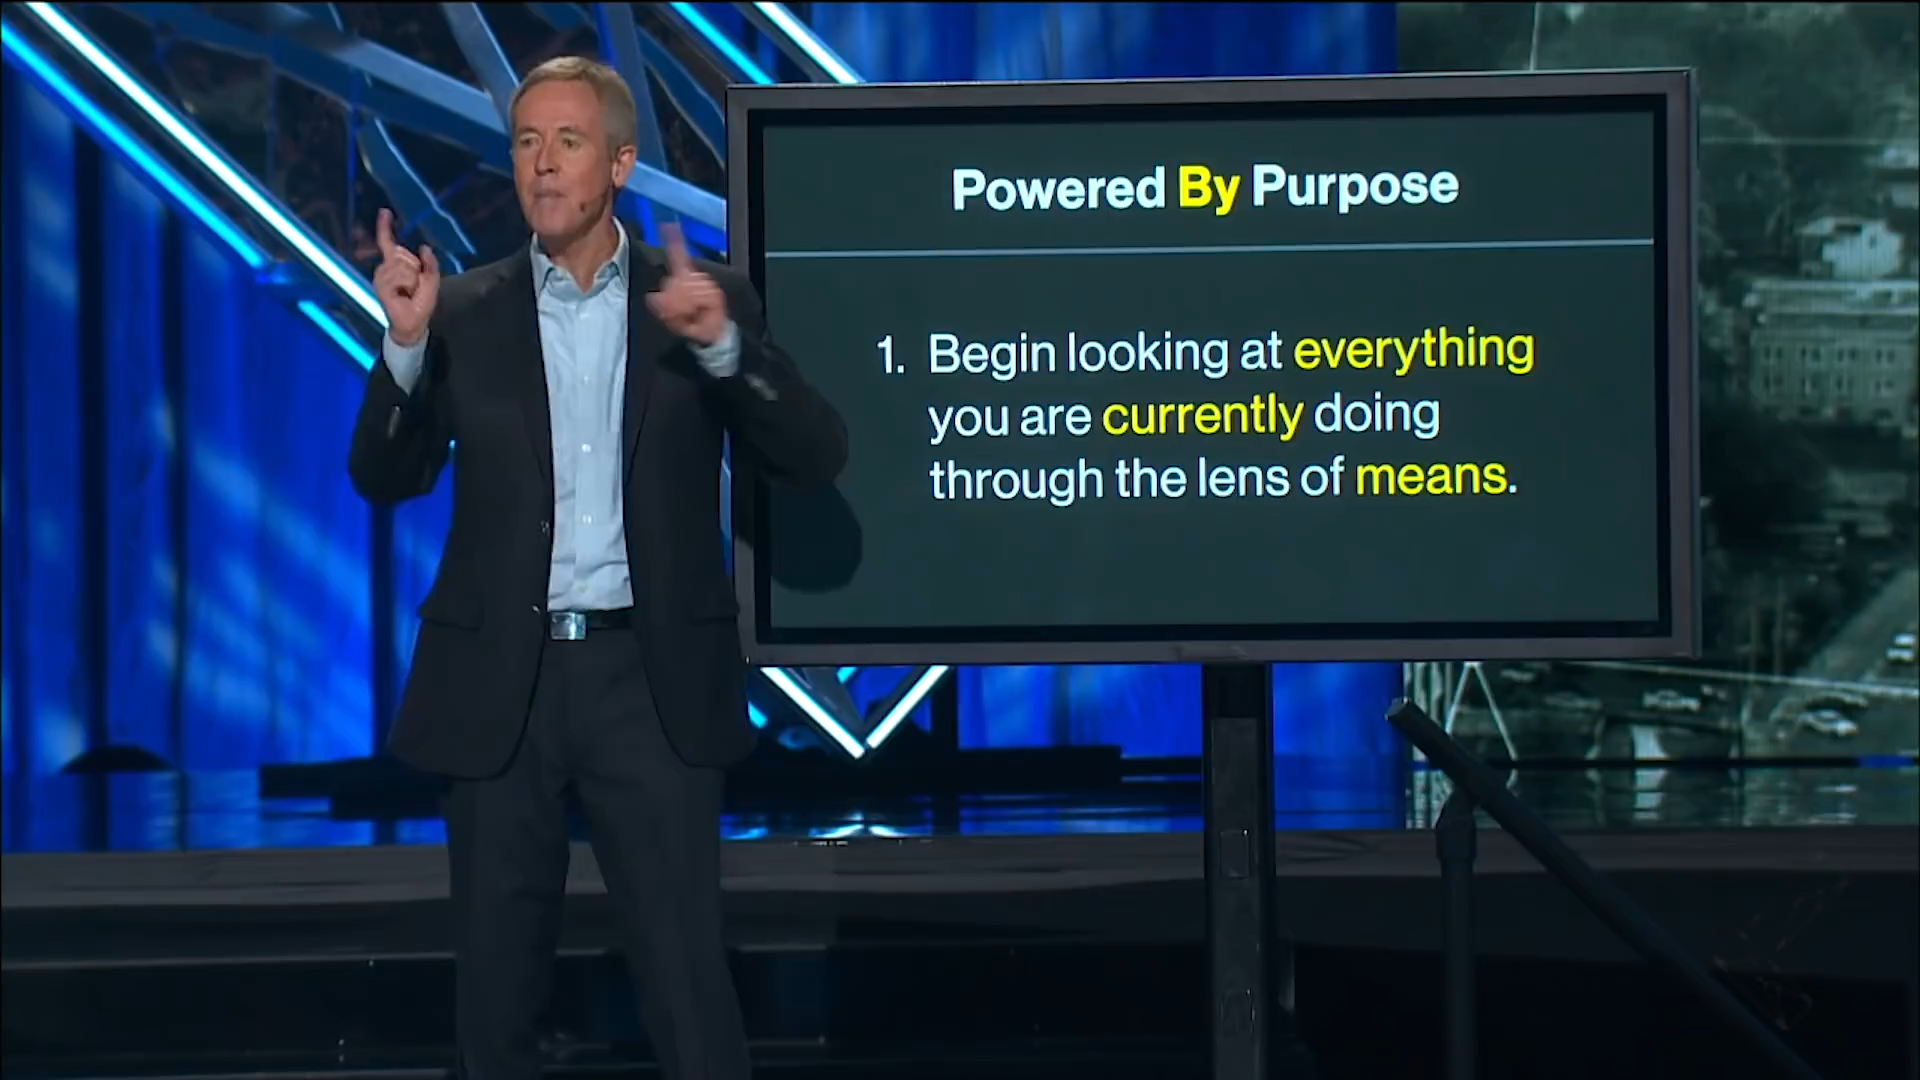 Powered By Purpose
1. Begin looking at everything
you are currently doing
through the lens of means.